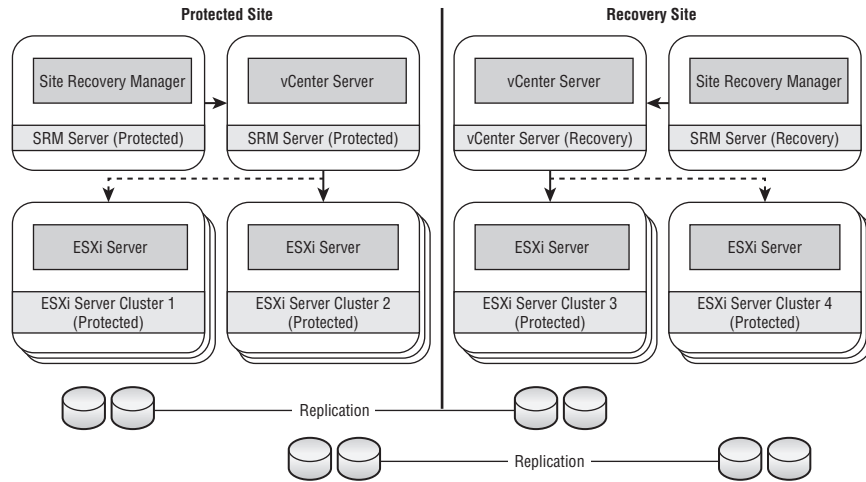 Protected Site
Recovery Site
Site Recovery Manager
vCenter Server
vCenter Server
Site Recovery Manager
SRM Server (Protected)
SRM Server (Protected)
vCenter Server (Recovery)
SRM Server (Recovery)
ESXi Server
ESXi Server
ESXi Server
ESXi Server
ESXi Server Cluster 1
(Protected)
ESXi Server Cluster 2
(Protected)
ESXi Server Cluster 3
(Protected)
ESXi Server Cluster 4
(Protected)
Replication
Replication